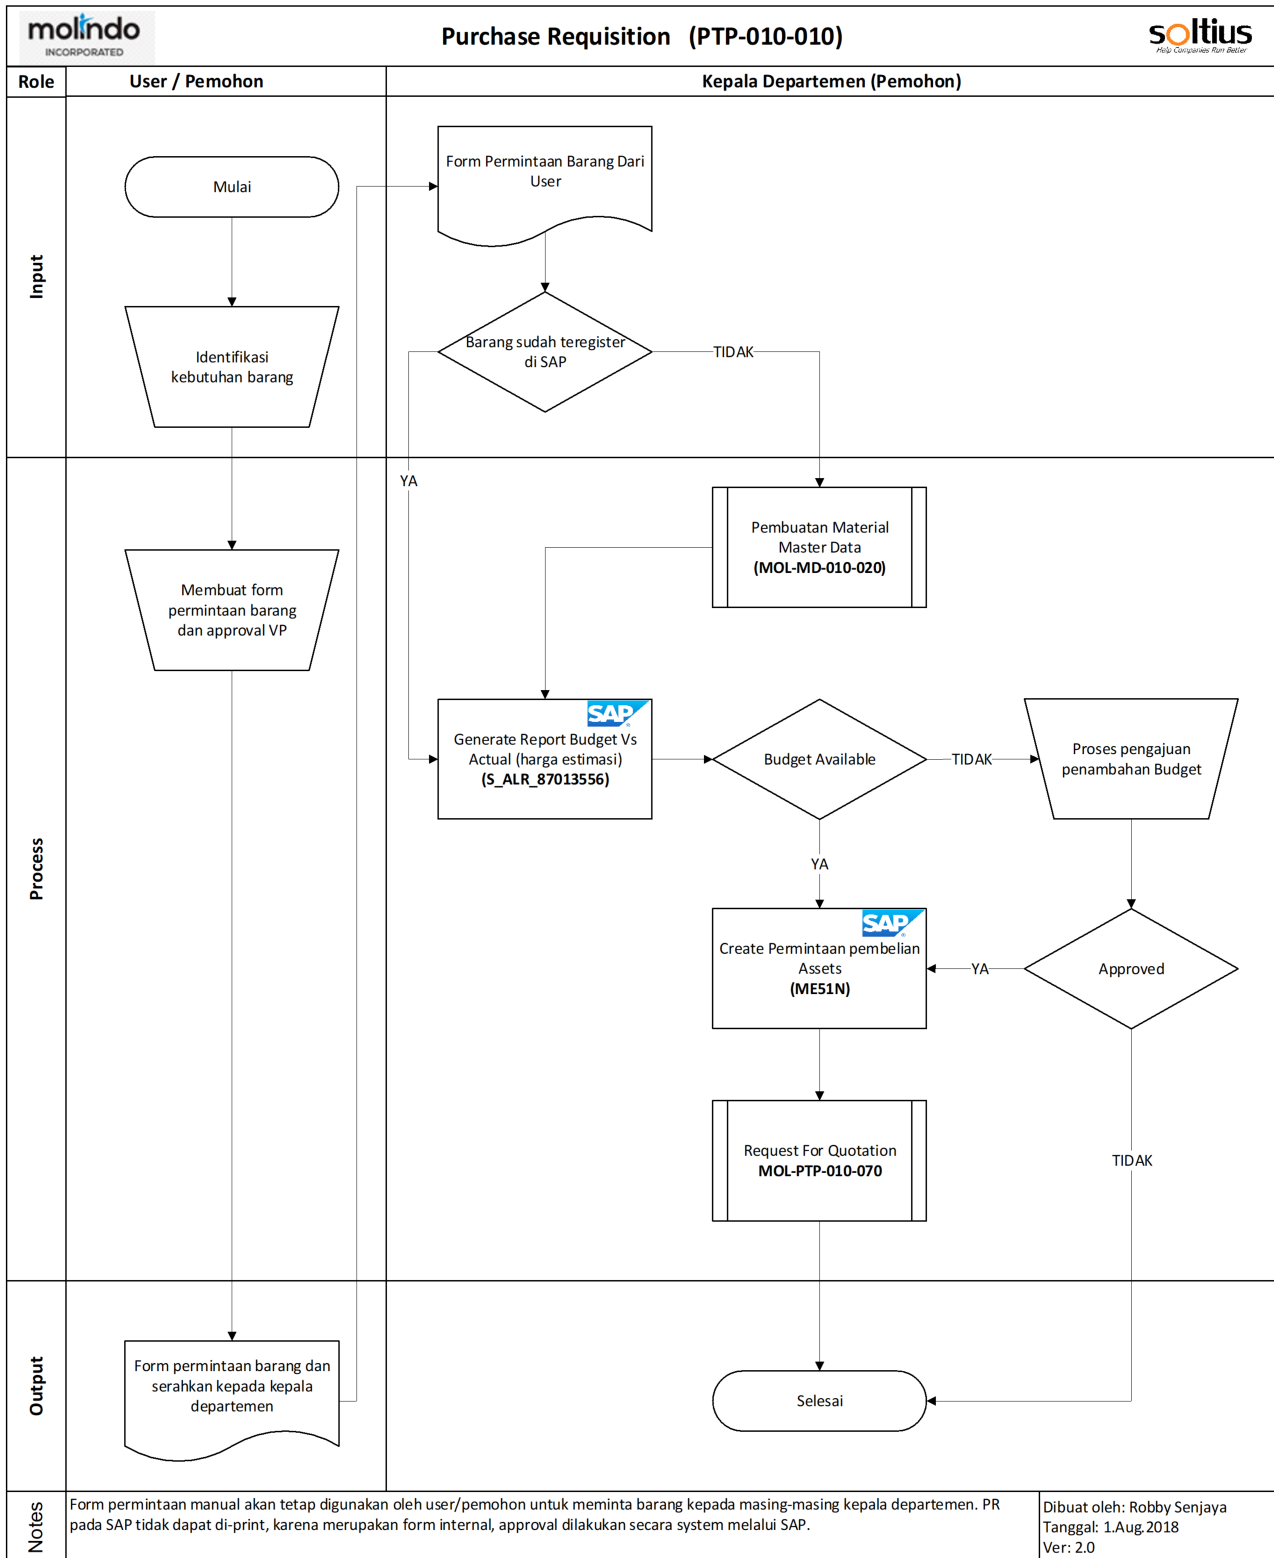 molindo
INCORPORATED
Purchase Requisition (PTP-010-010)
soltius
Help Companies Run Better
Role
User / Pemohon
Kepala Departemen (Pemohon)
Input
Mulai
Identifikasi
kebutuhan barang
Form Permintaan Barang Dari
User
Barang sudah teregister
di SAP
TIDAK
YA
Process
Membuat form
permintaan barang
dan approval VP
Pembuatan Material
Master Data
(MOL-MD-010-020)
SAP
Generate Report Budget Vs
Actual (harga estimasi)
(S_ALR_87013556)
Budget Available
TIDAK
Proses pengajuan
penambahan Budget
YA
SAP
Create Permintaan pembelian
Assets
(ME51N)
YA
Approved
Request For Quotation
MOL-PTP-010-070
TIDAK
Output
Form permintaan barang dan
serahkan kepada kepala
departemen
Selesai
Notes
Form permintaan manual akan tetap digunakan oleh user/pemohon untuk meminta barang kepada masing-masing kepala departemen. PR
pada SAP tidak dapat di-print, karena merupakan form internal, approval dilakukan secara system melalui SAP.
Dibuat oleh: Robby Senjaya
Tanggal: 1.Aug.2018
Ver: 2.0